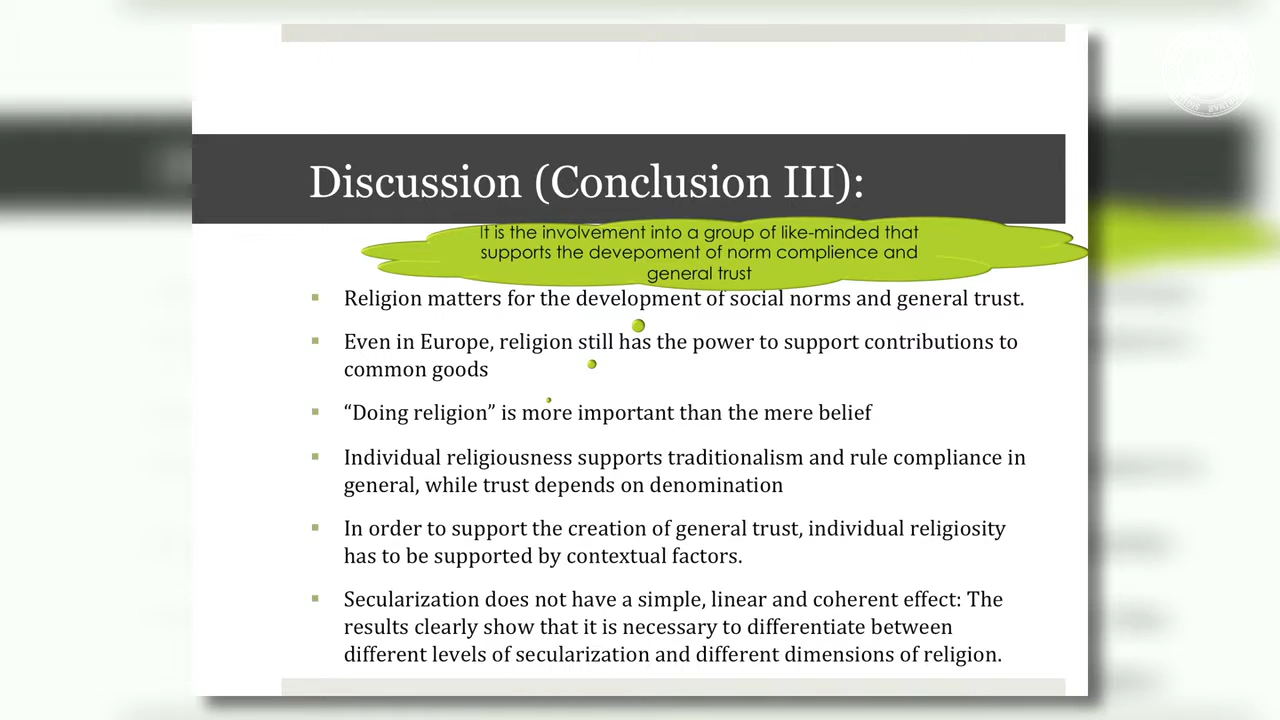 Discussion (Conclusion III):
It is the involvement into a group of like-minded that
supports the devepoment of norm complience and
general trust
▪ Religion matters for the development of social norms and general trust.
▪ Even in Europe, religion still has the power to support contributions to
common goods
▪ “Doing religion” is more important than the mere belief
▪ Individual religiousness supports traditionalism and rule compliance in
general, while trust depends on denomination
▪ In order to support the creation of general trust, individual religiosity
has to be supported by contextual factors.
▪ Secularization does not have a simple, linear and coherent effect: The
results clearly show that it is necessary to differentiate between
different levels of secularization and different dimensions of religion.